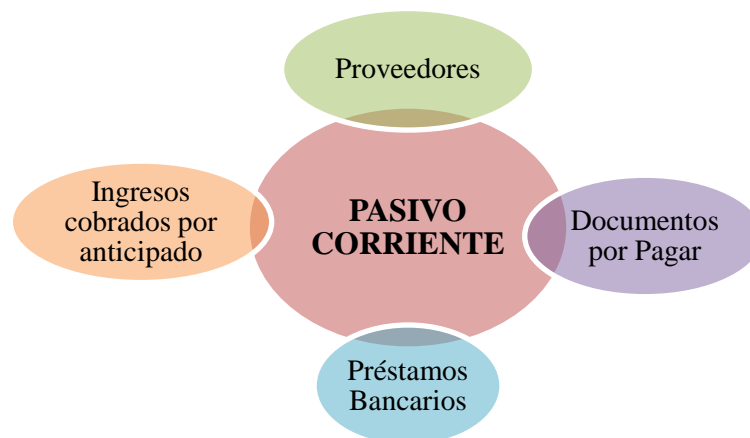 Proveedores
Ingresos
cobrados por
anticipado
PASIVO
CORRIENTE
Documentos
por Pagar
Préstamos
Bancarios